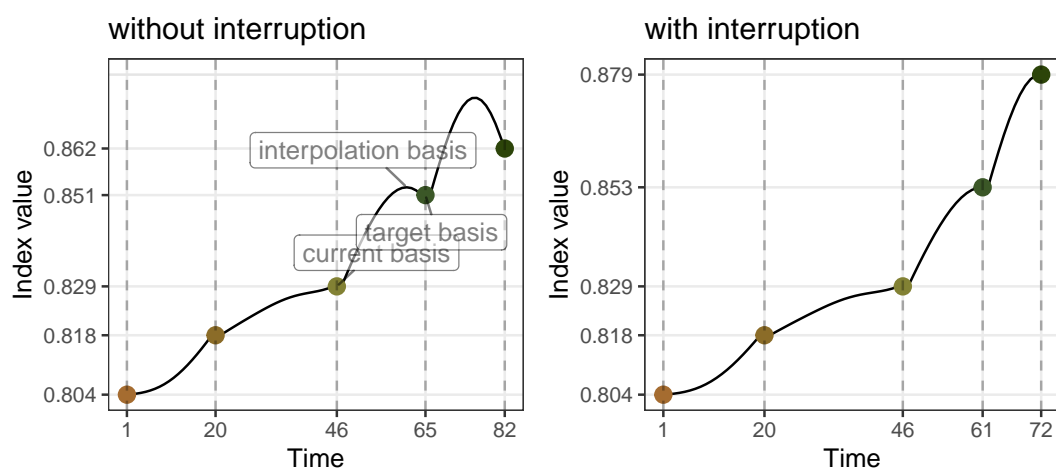 without interruption
Index value
0.862
0.851
0.829
0.818
0.804
interpolation basis
target basis
current basis
1 20 46 65 82
Time
with interruption
Index value
0.879
0.853
0.829
0.818
0.804
1 20 46 61 72
Time